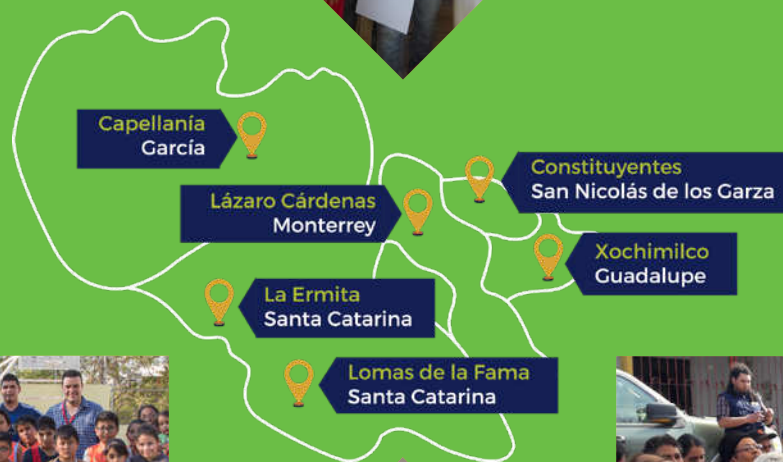 Capellanía
García
Constituyentes
San Nicolás de los Garza
Lázaro Cárdenas
Monterrey
Xochimilco
Guadalupe
La Ermita
Santa Catarina
Lomas de la Fama
Santa Catarina